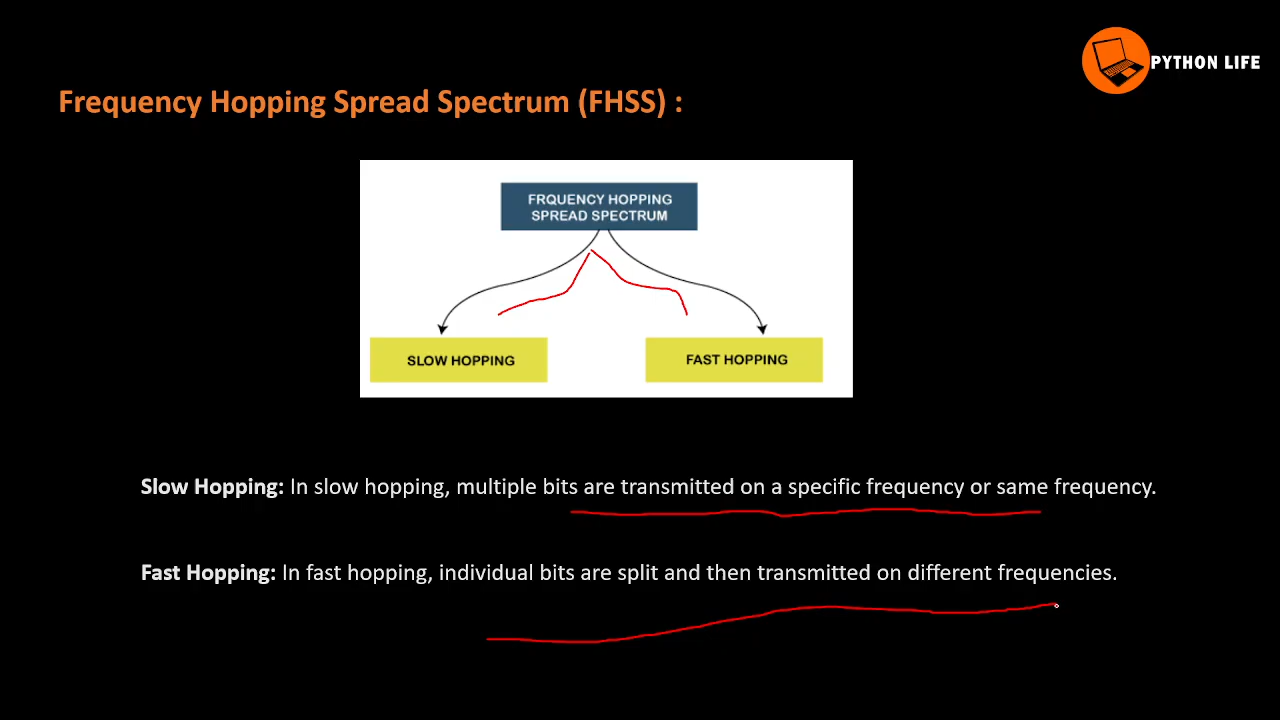 PYTHON LIFE
Frequency Hopping Spread Spectrum (FHSS) :
FRQUENCY HOPPING
SPREAD SPECTRUM
SLOW HOPPING
FAST HOPPING
Slow Hopping: In slow hopping, multiple bits are transmitted on a specific frequency or same frequency.
Fast Hopping: In fast hopping, individual bits are split and then transmitted on different frequencies.